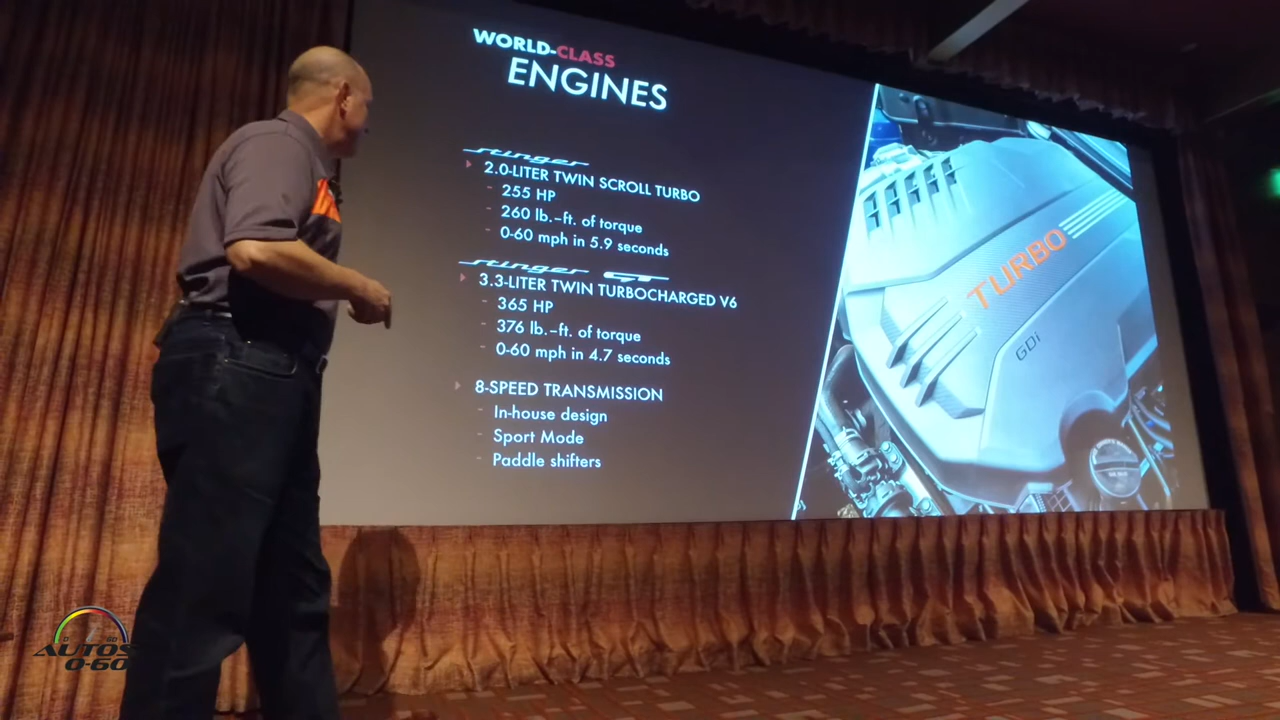 WORLD-CLASS
ENGINES
stinger
2.0-LITER TWIN SCROLL TURBO
- 255 HP
- 260 lb.-ft. of torque
- 0-60 mph in 5.9 seconds
stinger GT
3.3-LITER TWIN TURBOCHARGED V6
- 365 HP
- 376 lb.-ft. of torque
- 0-60 mph in 4.7 seconds
8-SPEED TRANSMISSION
- In-house design
- Sport Mode
- Paddle shifters
TURBO
GDi
AUTOS
0-60